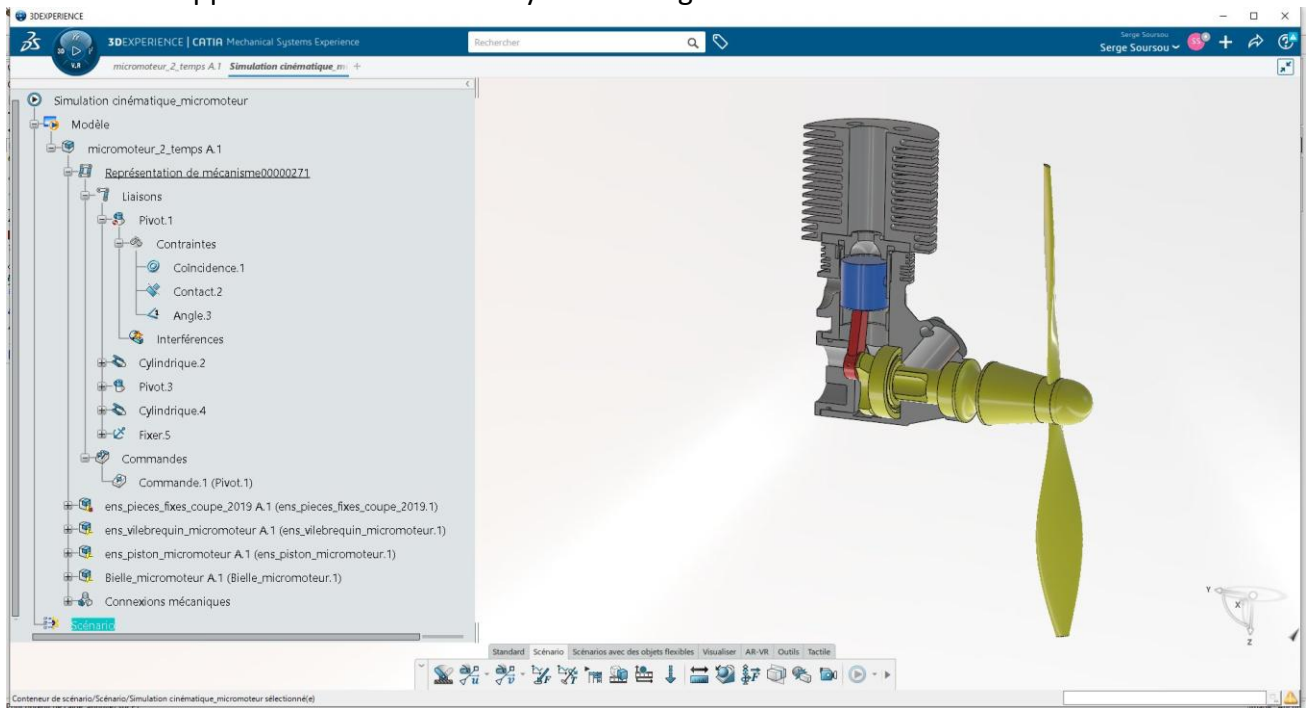 3DEXPERIENCE
3DEXPERIENCE | CATIA Mechanical Systems Experience
Rechercher
Serge Soursou
Serge Soursou
3D
V.R
micromoteur_2_temps A.1 Simulation cinématique_m
Simulation cinématique_micromoteur
Modèle
micromoteur_2_temps A.1
Représentation de mécanisme00000271
Liaisons
Pivot.1
Contraintes
Coïncidence.1
Contact.2
Angle.3
Interférences
Cylindrique.2
Pivot.3
Cylindrique.4
Fixer.5
Commandes
Commande.1 (Pivot.1)
ens_pieces_fixes_coupe_2019 A.1 (ens_pieces_fixes_coupe_2019.1)
ens_vilebrequin_micromoteur A.1 (ens_vilebrequin_micromoteur.1)
ens_piston_micromoteur A.1 (ens_piston_micromoteur.1)
Bielle_micromoteur A.1 (Bielle_micromoteur.1)
Connexions mécaniques
Scénario
Y
X
Z
Standard Scénario Scénarios avec des objets flexibles Visualiser AR-VR Outils Tactile
Conteneur de scénario/Scénario/Simulation cinématique_micromoteur sélectionné(e)